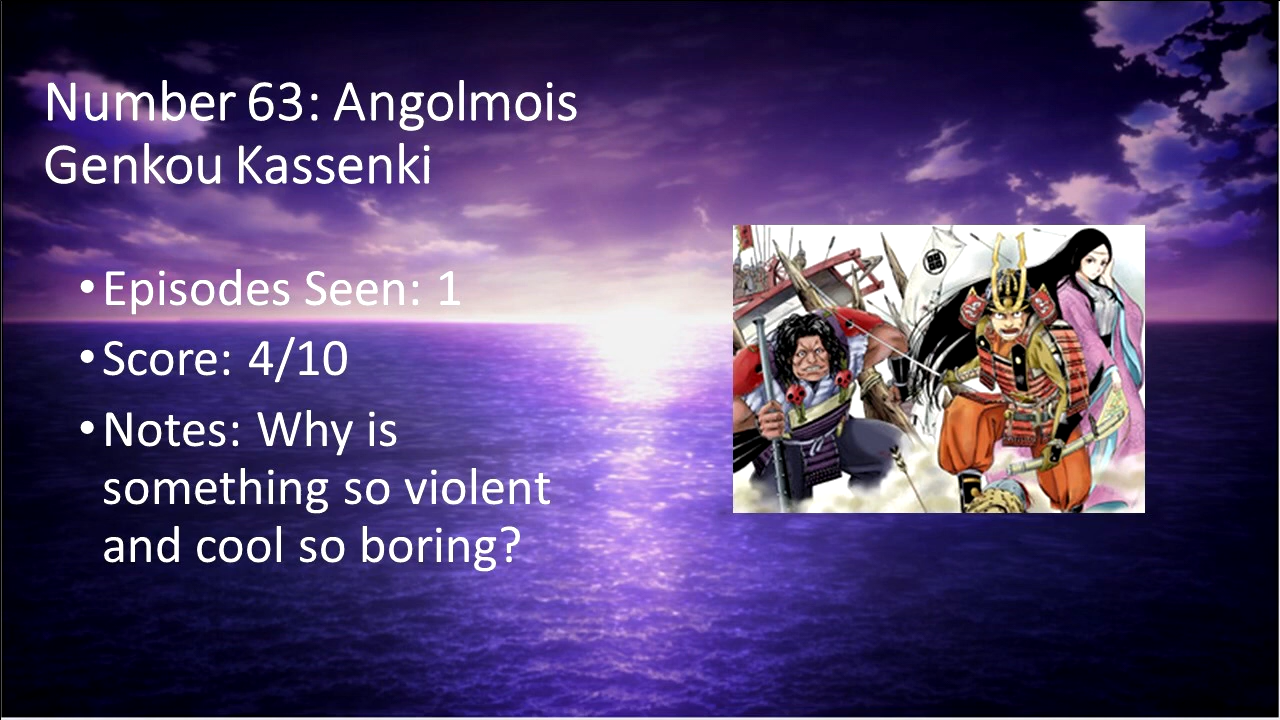 Number 63: Angolmois
Genkou Kassenki
•Episodes Seen: 1
•Score: 4/10
•Notes: Why is
something so violent
and cool so boring?